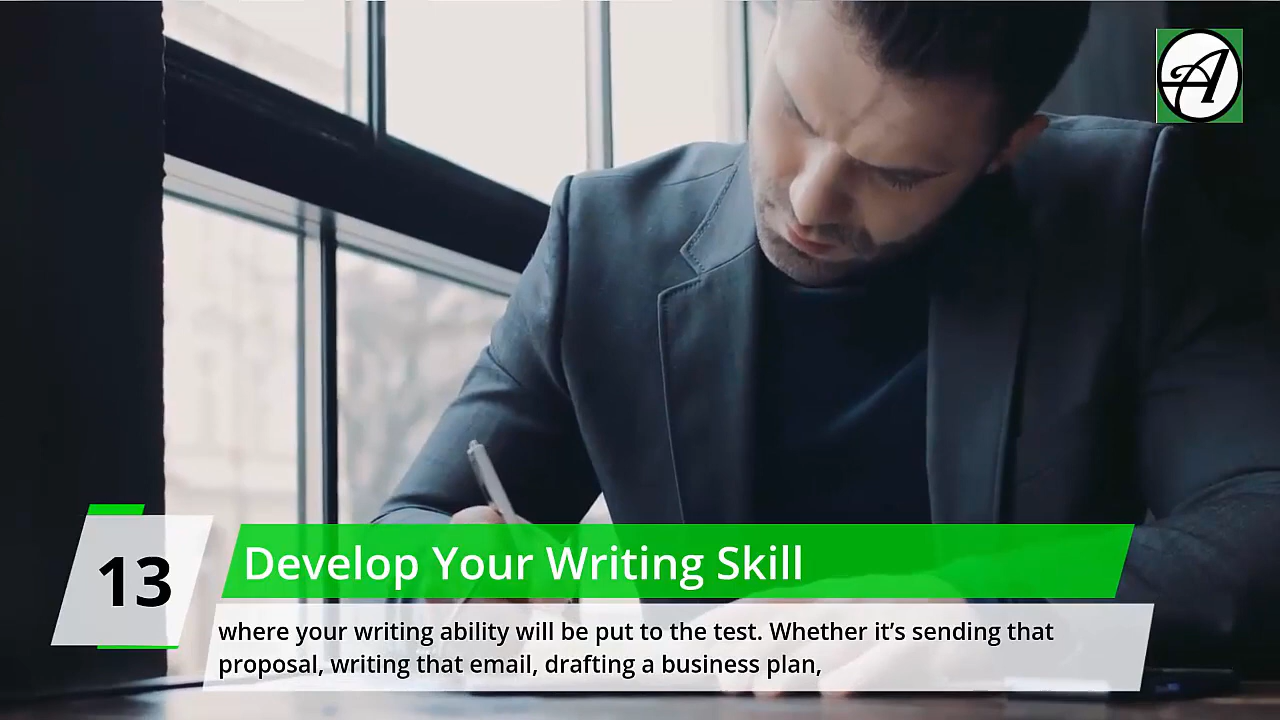 A
13
Develop Your Writing Skill
where your writing ability will be put to the test. Whether it’s sending that
proposal, writing that email, drafting a business plan,